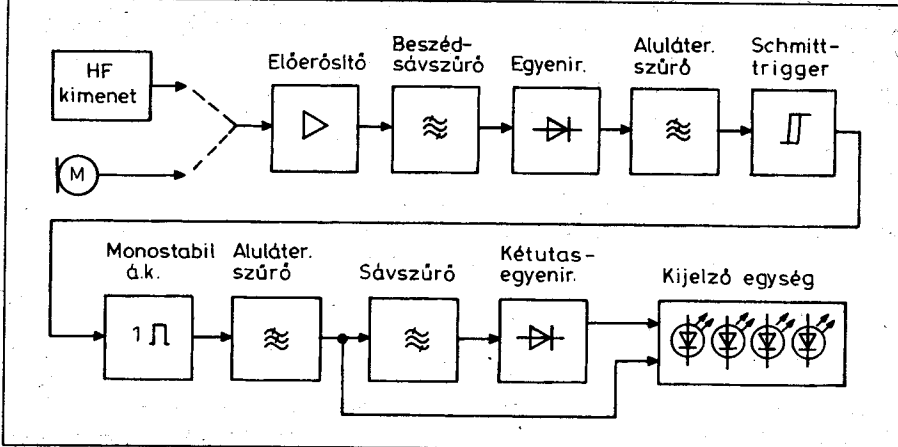 HF
kimenet
Előerősítő
Beszéd-
sávszűrő
Egyenir.
Aluláter.
szűrő
Schmitt-
trigger
M
Monostabil
á.k.
1
Aluláter.
szűrő
Sávszűrő
Kétutas-
egyenir.
Kijelző egység